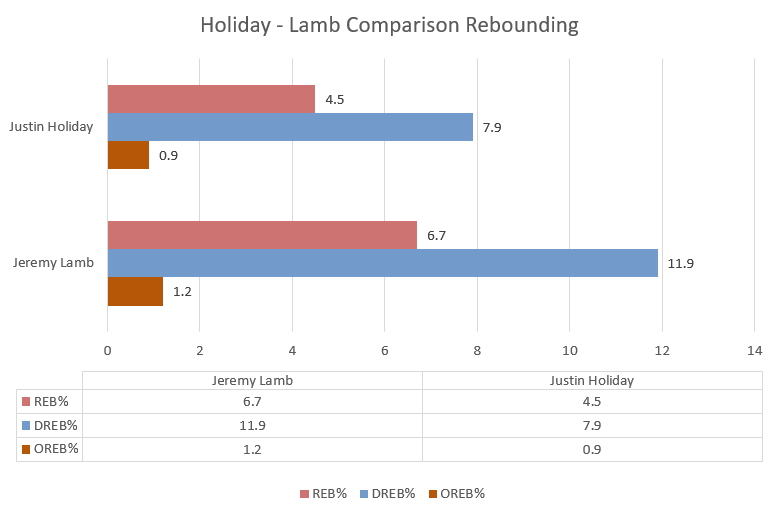 Holiday - Lamb Comparison Rebounding
4.5
Justin Holiday
7.9
0.9
6.7
Jeremy Lamb
11.9
1.2
0 2 4 6 8 10 12 14
Jeremy Lamb Justin Holiday
REB% 6.7 4.5
DREB% 11.9 7.9
OREB% 1.2 0.9
REB% DREB% OREB%